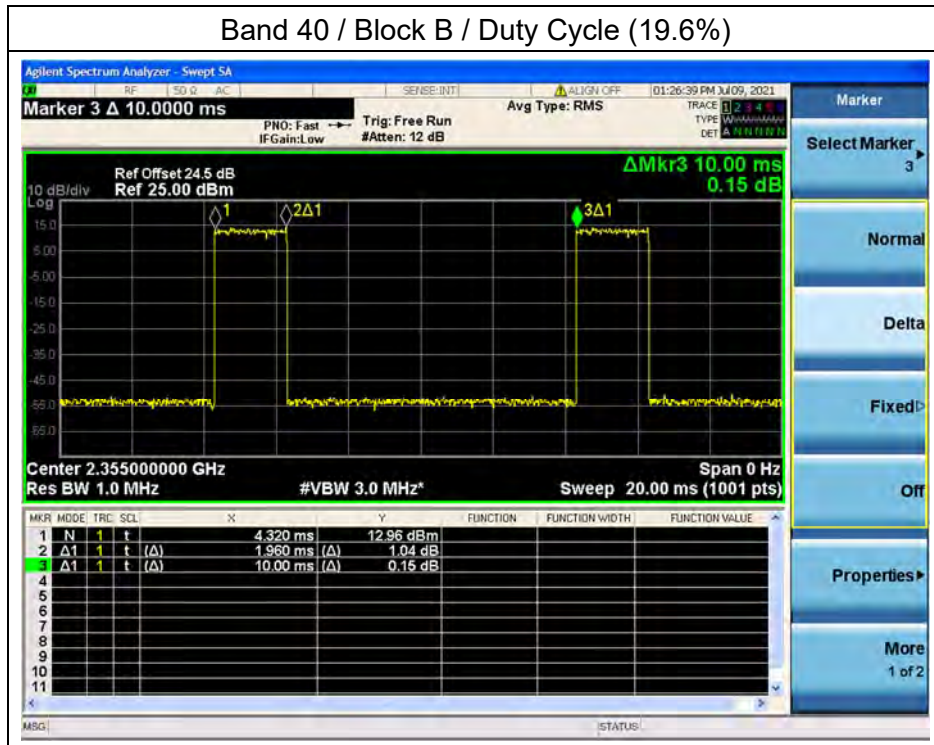 Band 40 / Block B / Duty Cycle (19.6%)
Agilent Spectrum Analyzer - Swept SA
RF 50 Ω AC SENSE:INT ALIGN OFF 01:26:39 PM Jul 09, 2021
Marker 3 Δ 10.0000 ms
PNO: Fast
IFGain:Low
Trig: Free Run
#Atten: 12 dB
Avg Type: RMS
TRACE 1 2 3 4 5 6
TYPE
DET A N N N N N
Marker
Select Marker
3
Normal
Delta
Fixed
Off
Properties
More
1 of 2
ΔMkr3 10.00 ms
0.15 dB
Ref Offset 24.5 dB
10 dB/div Ref 25.00 dBm
Log
1
2Δ1
3Δ1
15.0
5.00
-5.00
-15.0
-25.0
-35.0
-45.0
-55.0
-65.0
Center 2.355000000 GHz Span 0 Hz
Res BW 1.0 MHz #VBW 3.0 MHz* Sweep 20.00 ms (1001 pts)
MKR MODE TRC SCL X Y FUNCTION FUNCTION WIDTH FUNCTION VALUE
1 N 1 t 4.320 ms 12.96 dBm
2 Δ1 1 t (Δ) 1.960 ms (Δ) 1.04 dB
3 Δ1 1 t (Δ) 10.00 ms (Δ) 0.15 dB
4
5
6
7
8
9
10
11
MSG STATUS